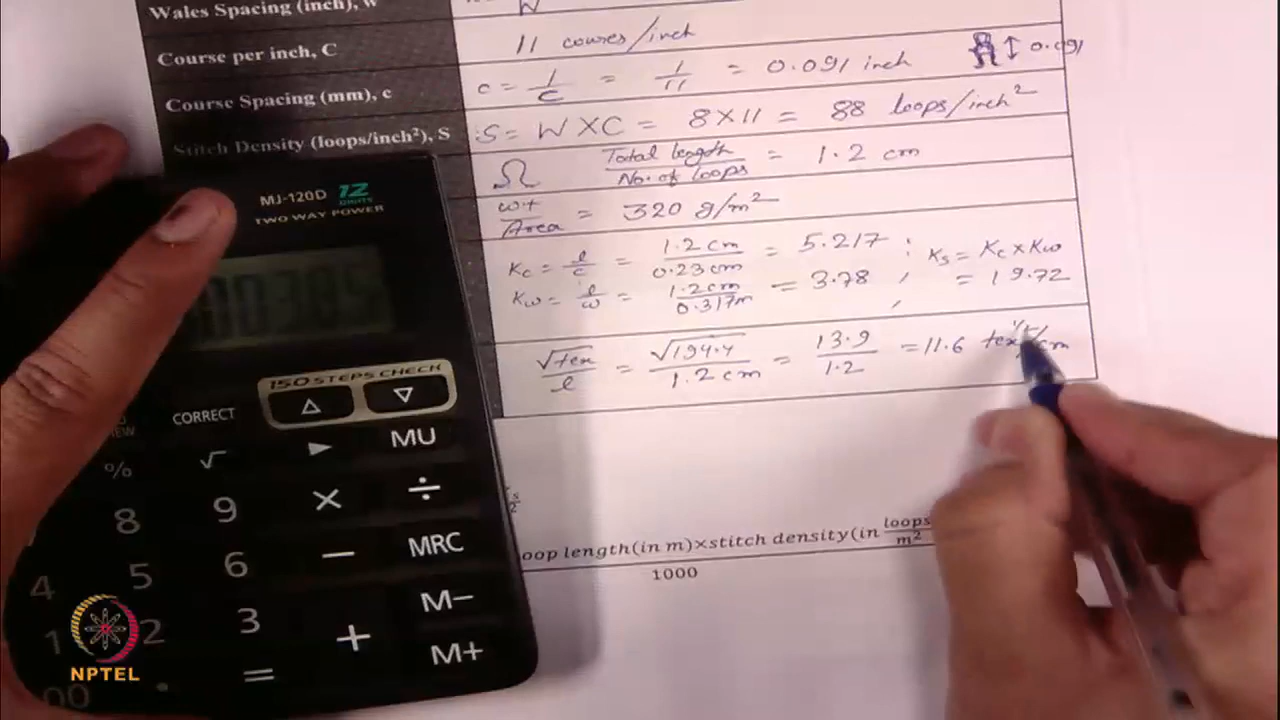 Wales Spacing (inch), w
W
Course per inch, C
11 courses/inch
Course Spacing (mm), c
c = 1/C = 1/11 = 0.091 inch
0.091
Stitch Density (loops/inch²), S
S = W X C = 8 X 11 = 88 loops/inch²
Total length/No. of loops = 1.2 cm
wt/Area = 320 g/m²
Kc = l/c = 1.2 cm/0.23 cm = 5.217 ; Ks = Kc x Kw
Kw = l/w = 1.2 cm/0.317m = 3.78 , = 19.72
√tex/l = √194.4/1.2 cm = 13.9/1.2 = 11.6 tex /cm
oop length(in m)×stitch density(in loops/m²
1000
MJ-120D 12 DIGITS
TWO WAY POWER
150 STEPS CHECK
CORRECT
△ ▽
% √ ► MU
8 9 × ÷
4 5 6 − MRC
1 2 3 + M−
00 . = M+
NPTEL